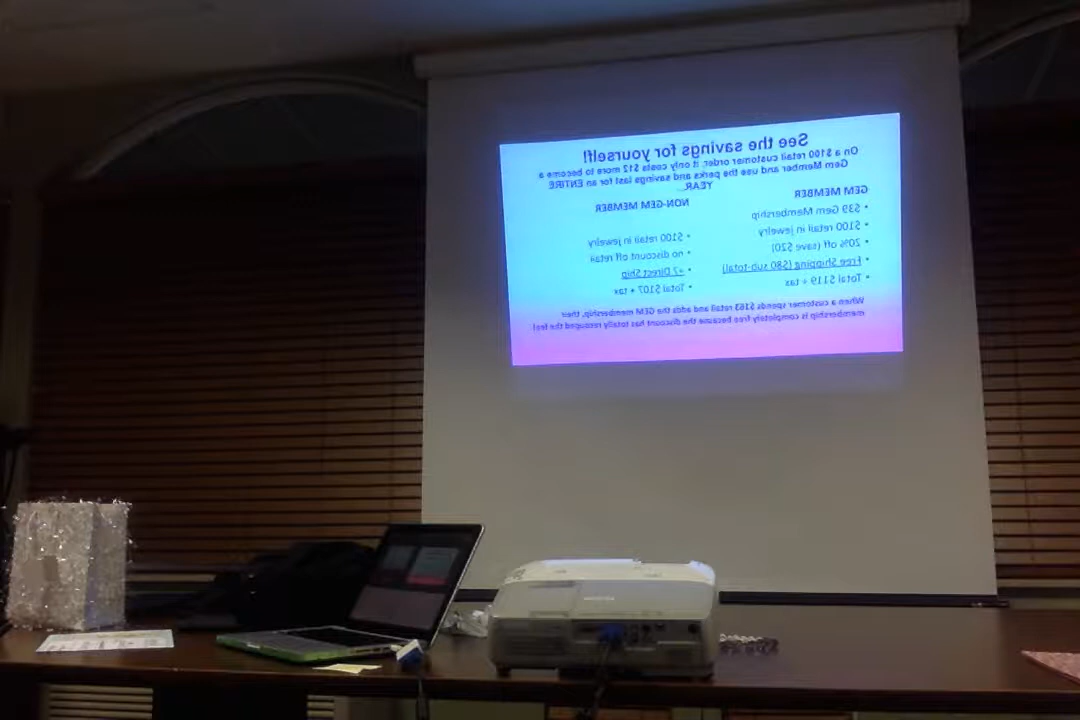 See the savings for yourself!
On a $100 retail customer order, it only costs $12 more to become a
Gem Member and use the perks and savings last for an ENTIRE
YEAR...
GEM MEMBER
• $39 Gem Membership
• $100 retail in jewelry
• 20% off (save $20)
• Free Shipping ($80 sub-total)
• Total $119 + tax
NON-GEM MEMBER
• $100 retail in jewelry
• no discount off retail
• +7 Direct Ship
• Total $107 + tax
When a customer spends $163 retail and adds the GEM membership, their
membership is completely free because the discount has totally recouped the fee!